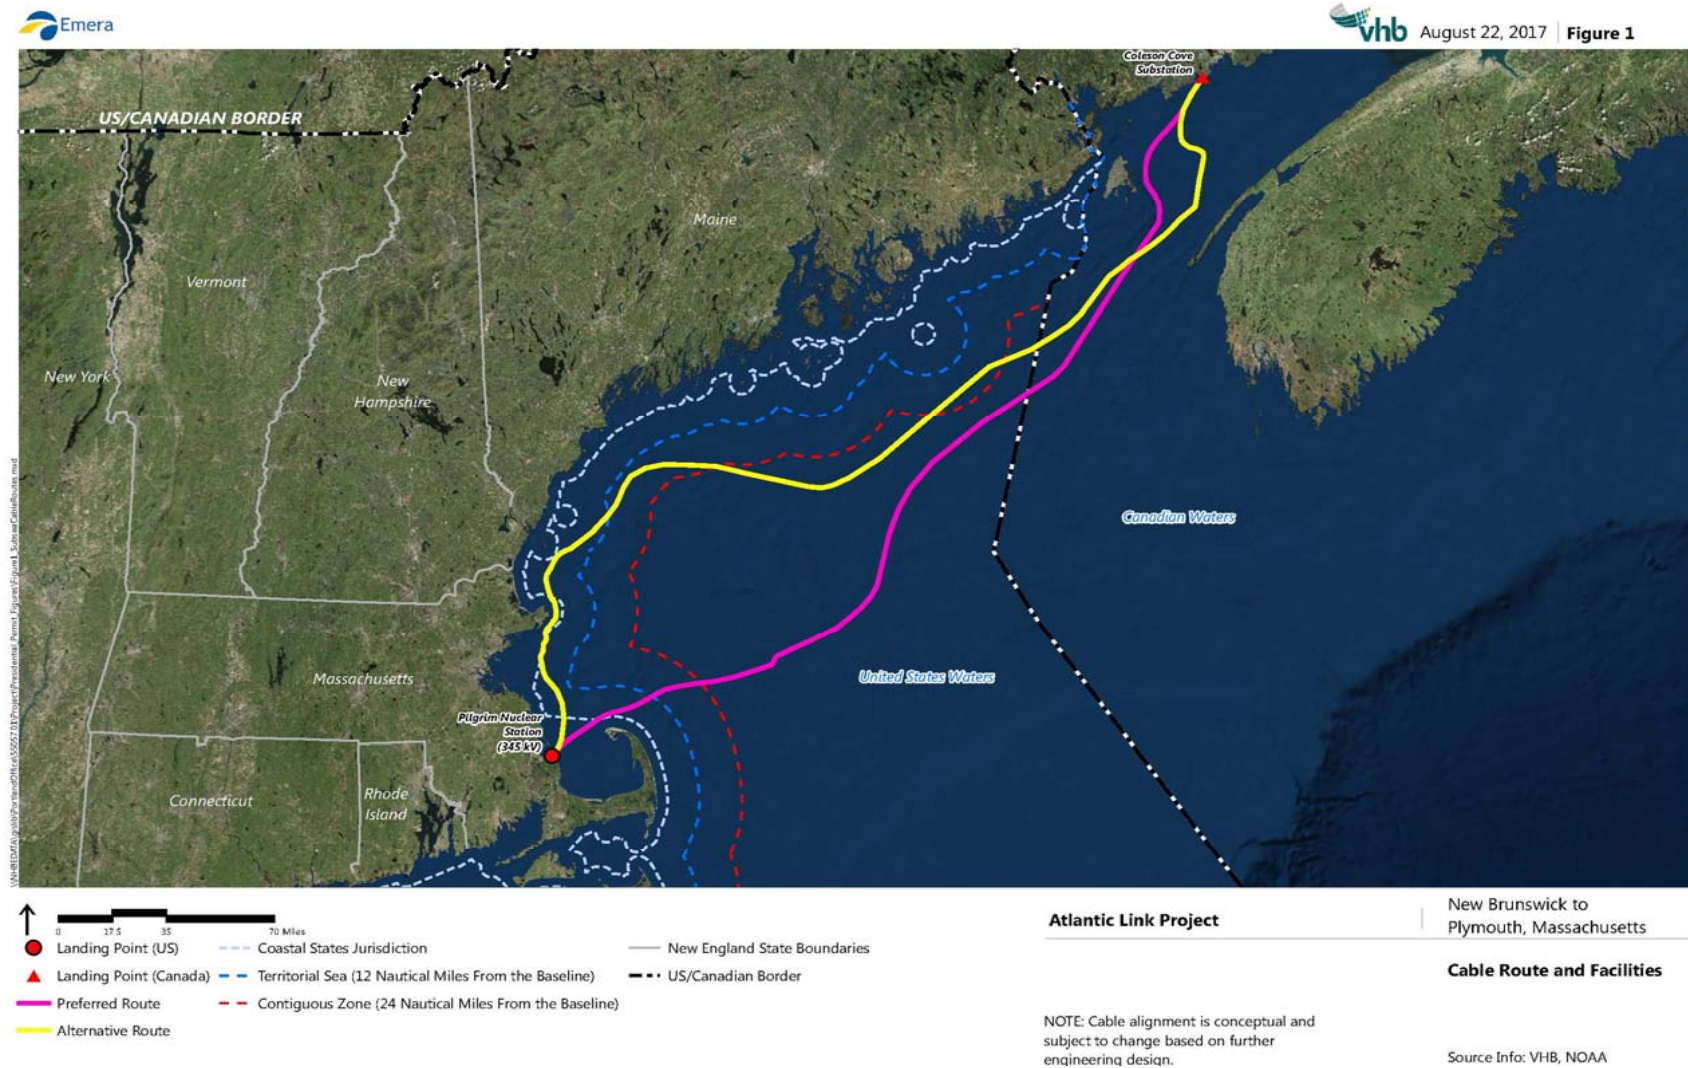 Emera
vhb August 22, 2017 Figure 1
Coleson Cove
Substation
US/CANADIAN BORDER
Maine
Vermont
New York
New
Hampshire
Canadian Waters
United States Waters
Massachusetts
Pilgrim Nuclear
Station
(345 kV)
Connecticut
Rhode
Island
0 17.5 35 70 Miles
Landing Point (US)
Landing Point (Canada)
Preferred Route
Alternative Route
Coastal States Jurisdiction
Territorial Sea (12 Nautical Miles From the Baseline)
Contiguous Zone (24 Nautical Miles From the Baseline)
New England State Boundaries
US/Canadian Border
Atlantic Link Project
New Brunswick to
Plymouth, Massachusetts
Cable Route and Facilities
NOTE: Cable alignment is conceptual and
subject to change based on further
engineering design.
Source Info: VHB, NOAA